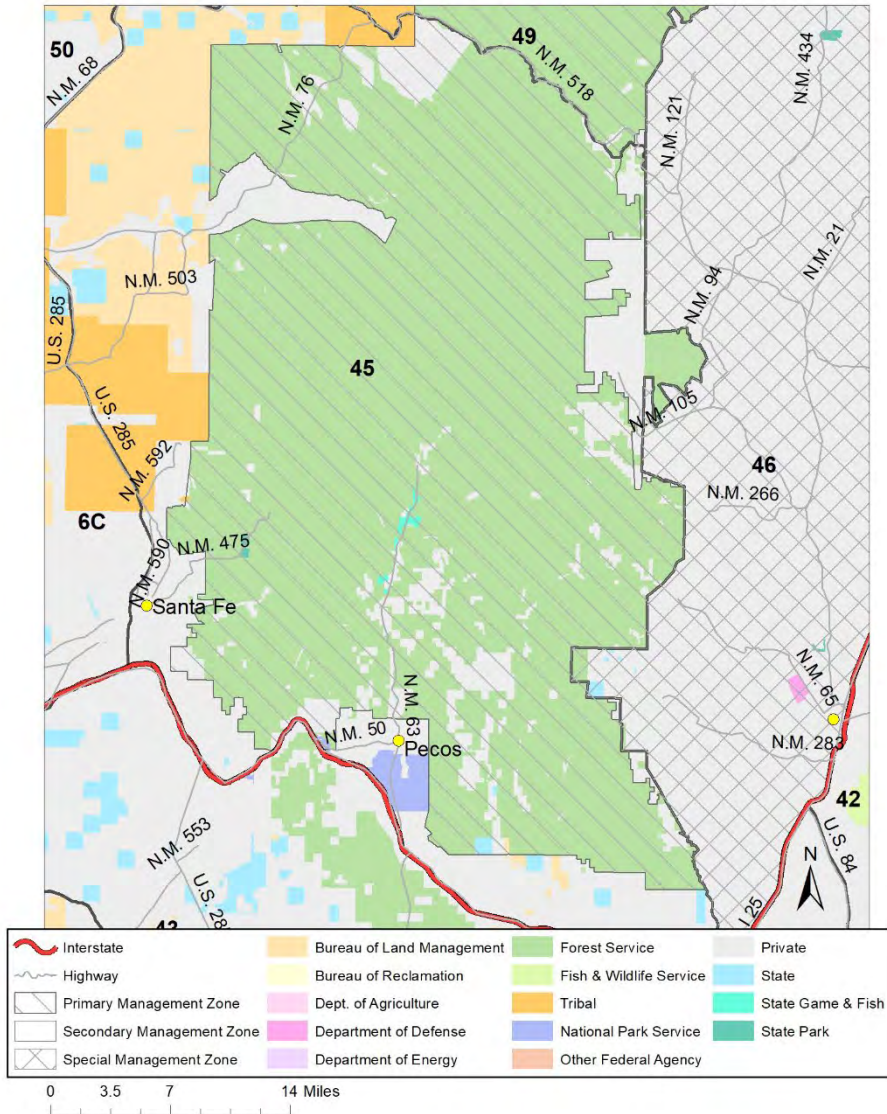 50
N.M. 68
N.M. 76
49
N.M. 518
N.M. 434
N.M. 121
N.M. 21
N.M. 94
N.M. 503
U.S. 285
U.S. 285
45
N.M. 105
46
N.M. 266
N.M. 592
6C
N.M. 475
N.M. 590
Santa Fe
N.M. 63
N.M. 50
Pecos
N.M. 65
N.M. 283
42
N.M. 553
U.S. 84
N
I 25
Interstate
Highway
Primary Management Zone
Secondary Management Zone
Special Management Zone
Bureau of Land Management
Bureau of Reclamation
Dept. of Agriculture
Department of Defense
Department of Energy
Forest Service
Fish & Wildlife Service
Tribal
National Park Service
Other Federal Agency
Private
State
State Game & Fish
State Park
0 3.5 7 14 Miles